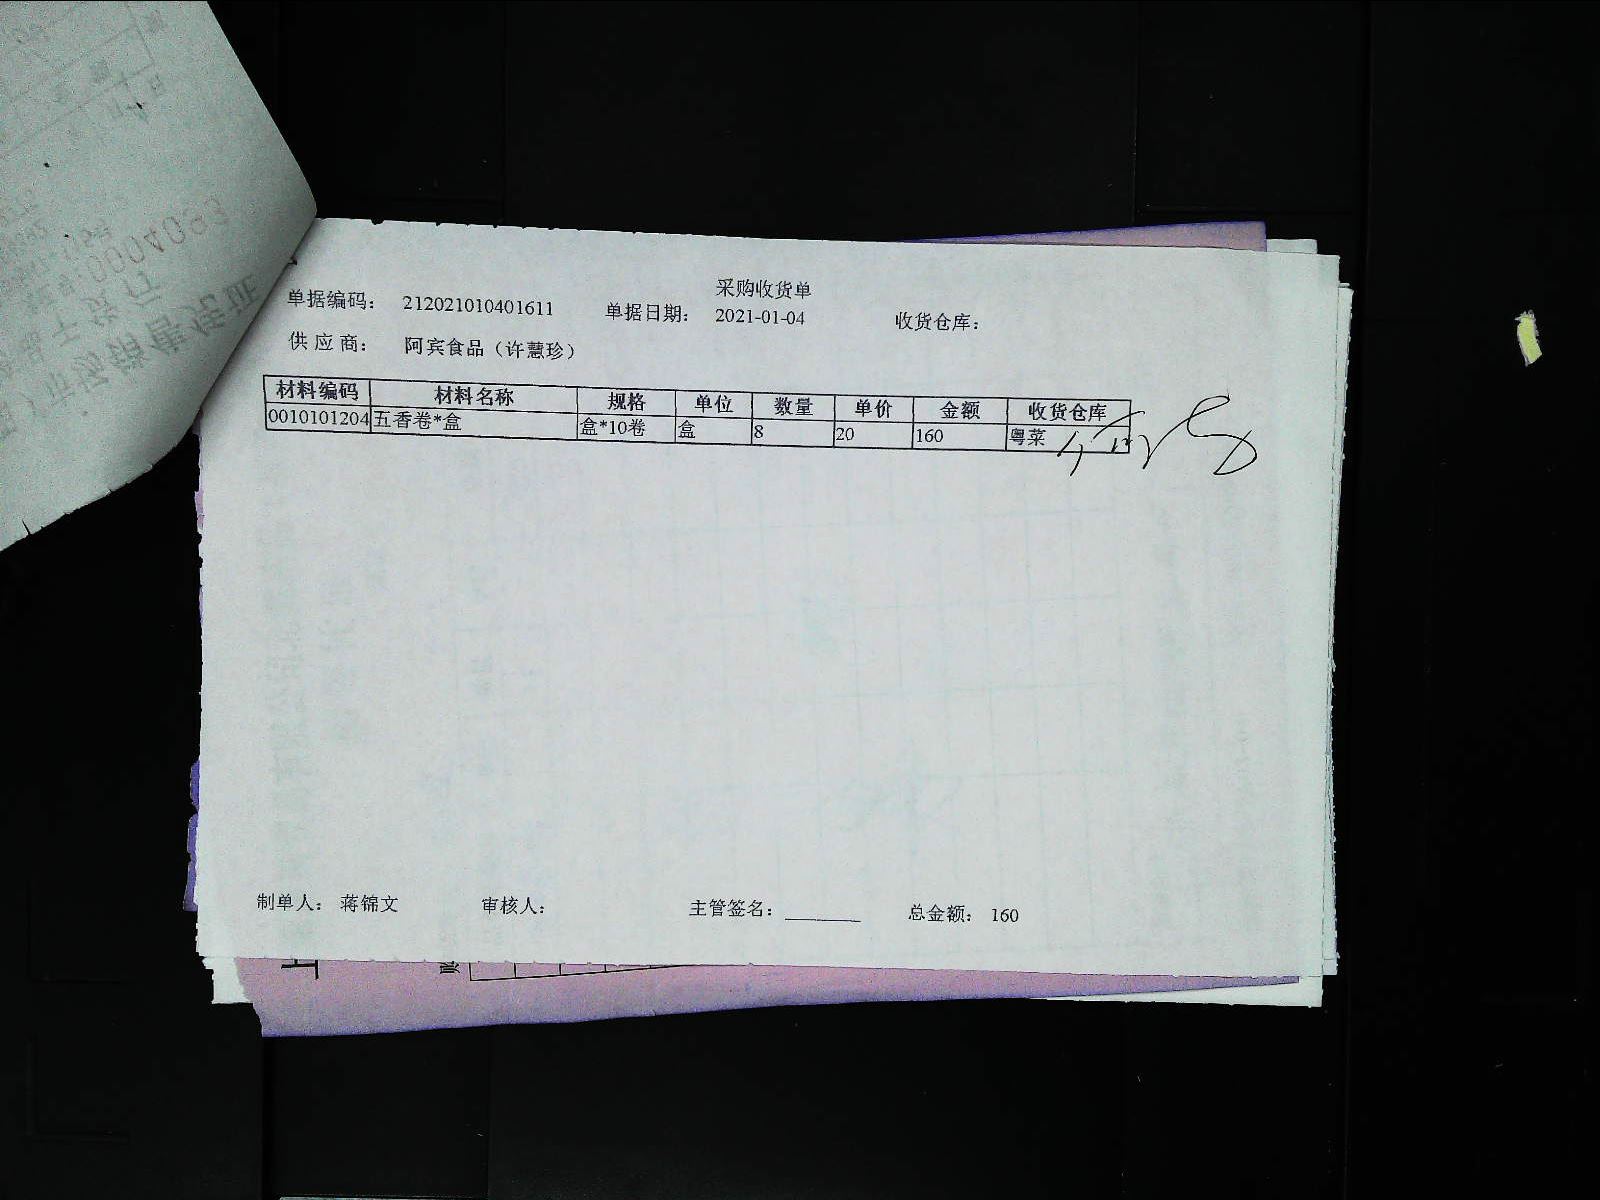 采购收货单
单据编码： 212021010401611 单据日期： 2021-01-04 收货仓库：
供应商： 阿宾食品（许慧珍）
材料编码 材料名称 规格 单位 数量 单价 金额 收货仓库
0010101204 五香卷*盒 盒*10卷 盒 8 20 160 粤菜
制单人： 蒋锦文 审核人： 主管签名： 总金额： 160